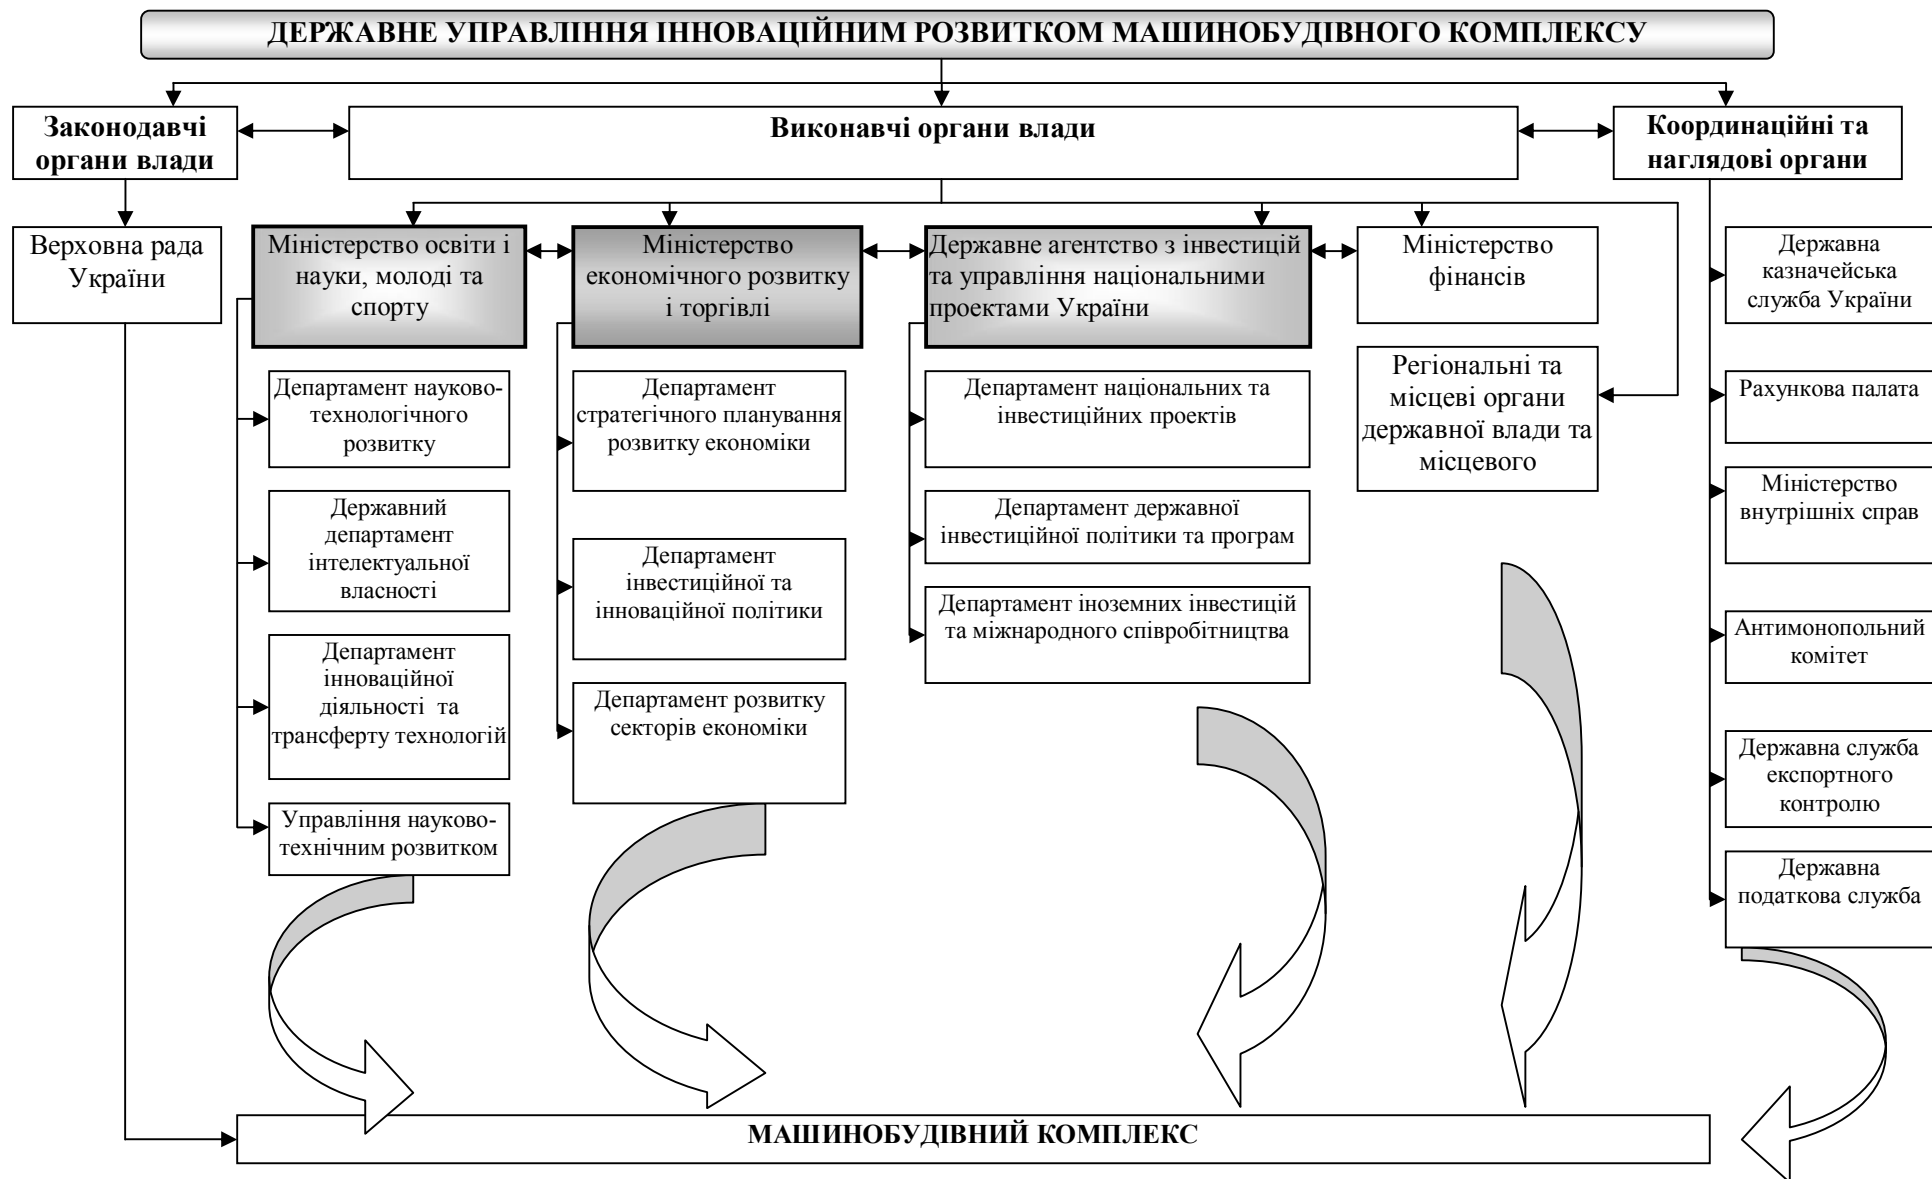 ДЕРЖАВНЕ УПРАВЛІННЯ ІННОВАЦІЙНИМ РОЗВИТКОМ МАШИНОБУДІВНОГО КОМПЛЕКСУ
Законодавчі
органи влади
Виконавчі органи влади
Координаційні та
наглядові органи
Верховна рада
України
Міністерство освіти і
науки, молоді та
спорту
Міністерство
економічного розвитку
і торгівлі
Державне агентство з інвестицій
та управління національними
проектами України
Міністерство
фінансів
Державна
казначейська
служба України
Департамент науково-
технологічного
розвитку
Державний
департамент
інтелектуальної
власності
Департамент
інноваційної
діяльності та
трансферту технологій
Управління науково-
технічним розвитком
Департамент
стратегічного планування
розвитку економіки
Департамент
інвестиційної та
інноваційної політики
Департамент розвитку
секторів економіки
Департамент національних та
інвестиційних проектів
Департамент державної
інвестиційної політики та програм
Департамент іноземних інвестицій
та міжнародного співробітництва
Регіональні та
місцеві органи
державної влади та
місцевого
Рахункова палата
Міністерство
внутрішніх справ
Антимонопольний
комітет
Державна служба
експортного
контролю
Державна
податкова служба
МАШИНОБУДІВНИЙ КОМПЛЕКС